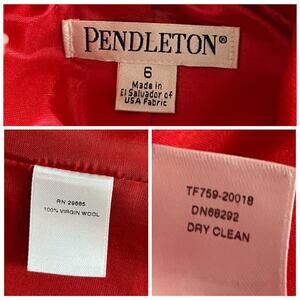 PENDLETON®
6
Made in
El Salvador of
USA Fabric
RN 29685
100% VIRGIN WOOL
TF759-20018
DN68292
DRY CLEAN